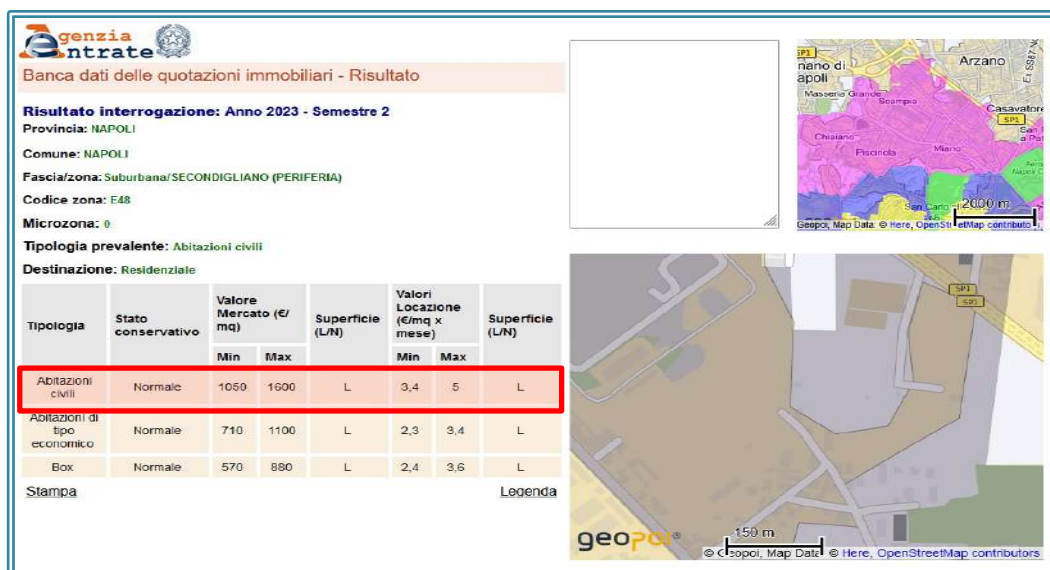 Agenzia
Entrate
Banca dati delle quotazioni immobiliari - Risultato
Risultato interrogazione: Anno 2023 - Semestre 2
Provincia: NAPOLI
Comune: NAPOLI
Fascia/zona: Suburbana/SECONDIGLIANO (PERIFERIA)
Codice zona: E48
Microzona: 0
Tipologia prevalente: Abitazioni civili
Destinazione: Residenziale
Tipologia Stato conservativo Valore Mercato (€/mq) Superficie (L/N) Valori Locazione (€/mq x mese) Superficie (L/N)
Min Max Min Max
Abitazioni civili Normale 1050 1600 L 3,4 5 L
Abitazioni di tipo economico Normale 710 1100 L 2,3 3,4 L
Box Normale 570 880 L 2,4 3,6 L
Stampa Legenda
SP1
nano di
apoli
Arzano
Masseria Grande
Scampia
Casavatore
SP1
Chiaiano
Piscinola
Miano
San Carlo
2000 m
Geopoi, Map Data: © Here, OpenStreetMap contributo
SP1
SP1
150 m
geopoi
© Geopoi, Map Data: © Here, OpenStreetMap contributors